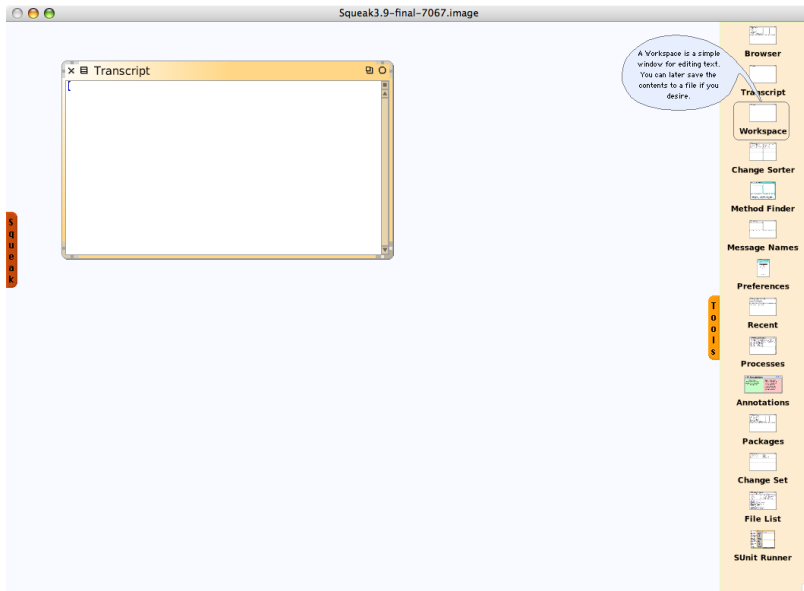 Squeak3.9-final-7067.image
Transcript
[
Squeak
A Workspace is a simple
window for editing text.
You can later save the
contents to a file if you
desire.
Tools
Browser
Transcript
Workspace
Change Sorter
Method Finder
Message Names
Preferences
Recent
Processes
Annotations
Packages
Change Set
File List
SUnit Runner